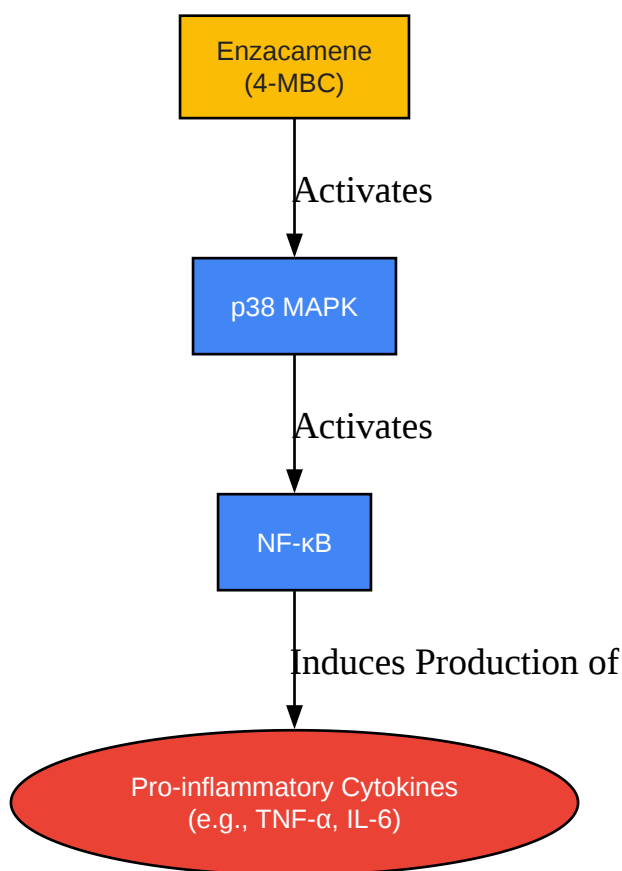 Enzacamene
(4-MBC)
Activates
p38 MAPK
Activates
NF-κB
Induces Production of
Pro-inflammatory Cytokines
(e.g., TNF-α, IL-6)